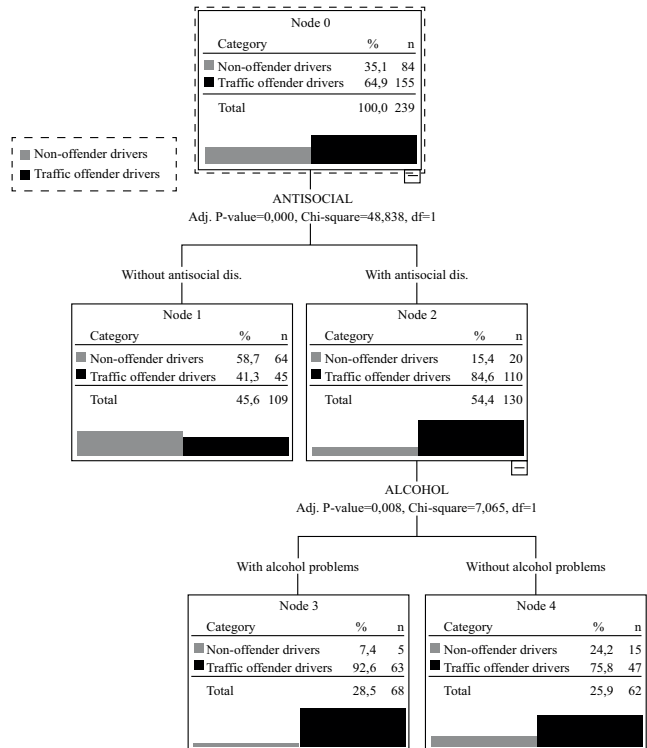 Node 0
Category % n
Non-offender drivers 35,1 84
Traffic offender drivers 64,9 155
Total 100,0 239
Non-offender drivers
Traffic offender drivers
ANTISOCIAL
Adj. P-value=0,000, Chi-square=48,838, df=1
Without antisocial dis.
With antisocial dis.
Node 1
Category % n
Non-offender drivers 58,7 64
Traffic offender drivers 41,3 45
Total 45,6 109
Node 2
Category % n
Non-offender drivers 15,4 20
Traffic offender drivers 84,6 110
Total 54,4 130
ALCOHOL
Adj. P-value=0,008, Chi-square=7,065, df=1
With alcohol problems
Without alcohol problems
Node 3
Category % n
Non-offender drivers 7,4 5
Traffic offender drivers 92,6 63
Total 28,5 68
Node 4
Category % n
Non-offender drivers 24,2 15
Traffic offender drivers 75,8 47
Total 25,9 62